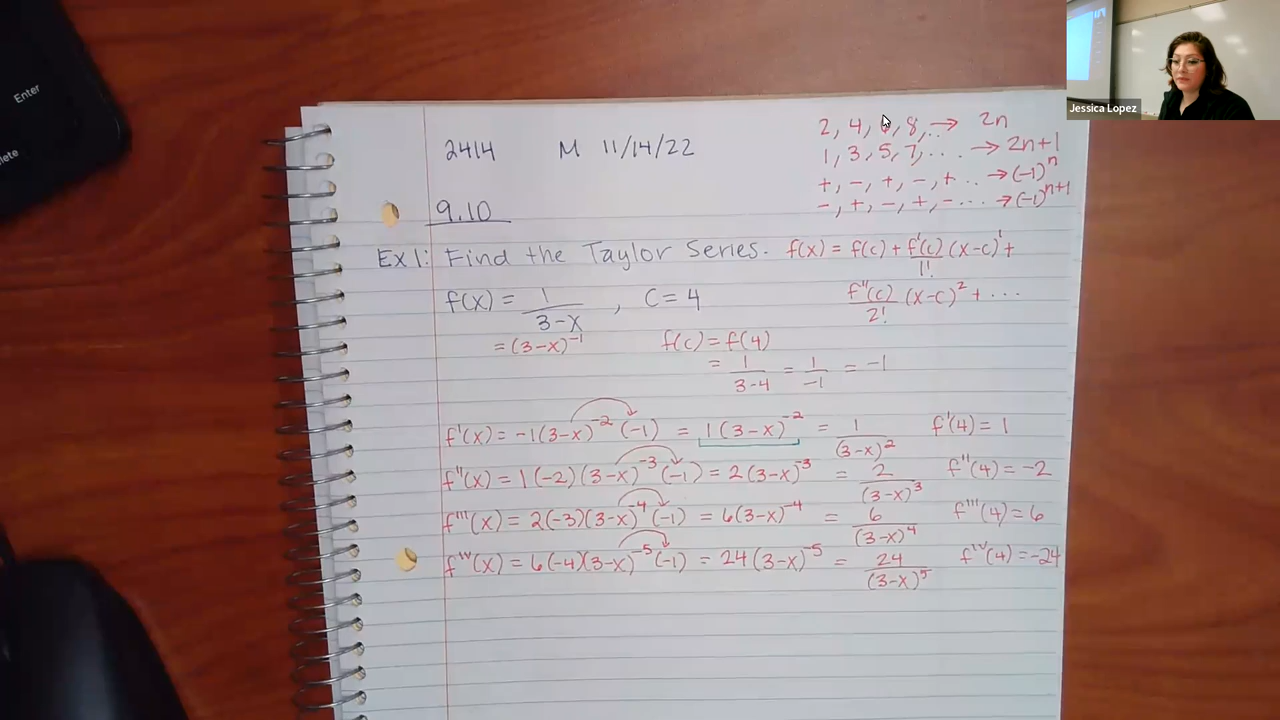 Enter
lete
Jessica Lopez
2414 M 11/14/22
2, 4, 6, 8, ... → 2n
1, 3, 5, 7, ... → 2n+1
+, -, +, -, + ... → (-1)^n
-, +, -, +, - ... → (-1)^{n+1}
9.10
Ex 1: Find the Taylor Series. f(x) = f(c) + f'(c)/1! (x-c)^1 +
f''(c)/2! (x-c)^2 + ...
f(x) = 1/(3-x) , C = 4
= (3-x)^{-1}
f(c) = f(4)
= 1/(3-4) = 1/-1 = -1
f'(x) = -1(3-x)^{-2}(-1) = 1(3-x)^{-2} = 1/(3-x)^2 f'(4) = 1
f''(x) = 1(-2)(3-x)^{-3}(-1) = 2(3-x)^{-3} = 2/(3-x)^3 f''(4) = -2
f'''(x) = 2(-3)(3-x)^{-4}(-1) = 6(3-x)^{-4} = 6/(3-x)^4 f'''(4) = 6
f^{IV}(x) = 6(-4)(3-x)^{-5}(-1) = 24(3-x)^{-5} = 24/(3-x)^5 f^{IV}(4) = -24